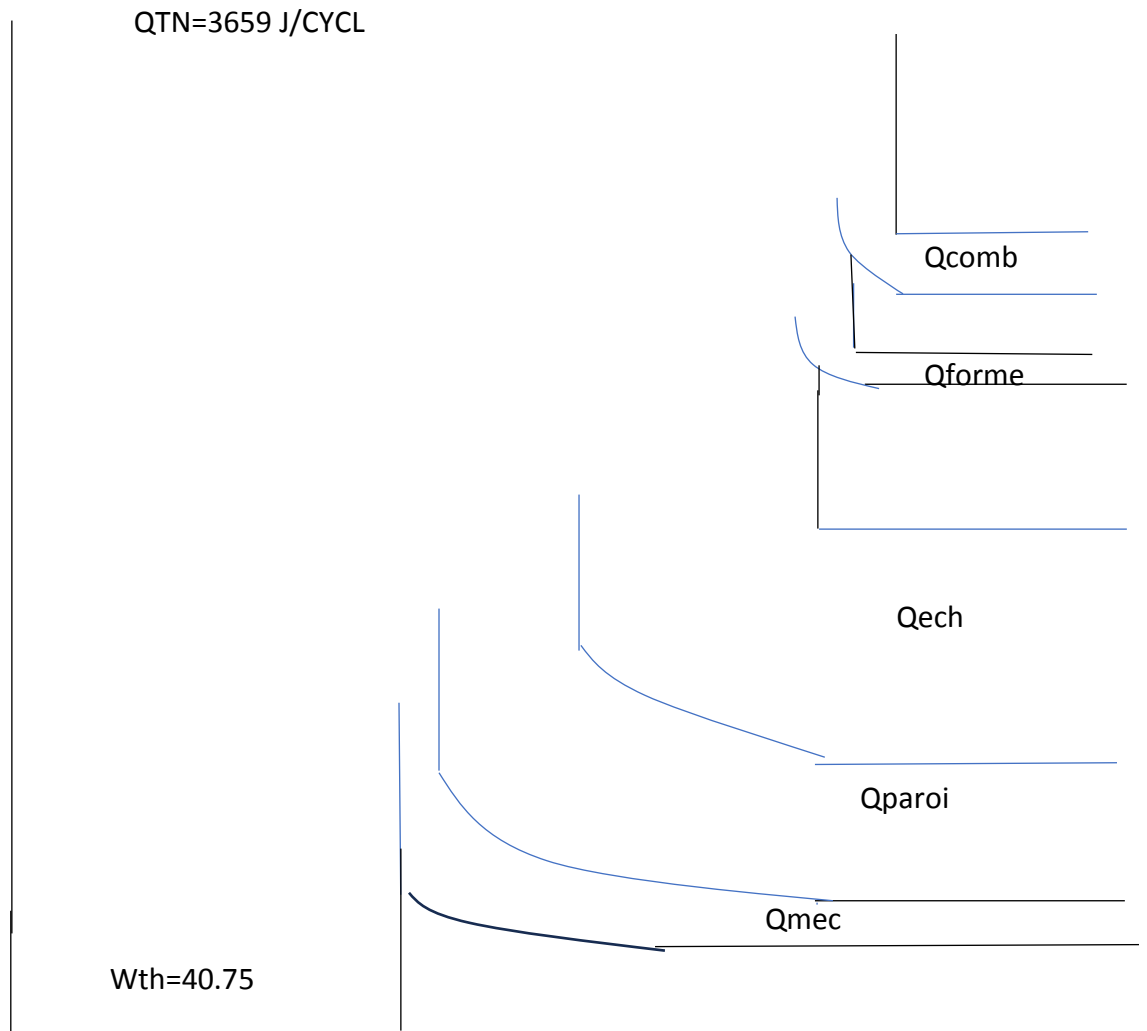 QTN=3659 J/CYCL
Qcomb
Qforme
Qech
Qparoi
Qmec
Wth=40.75